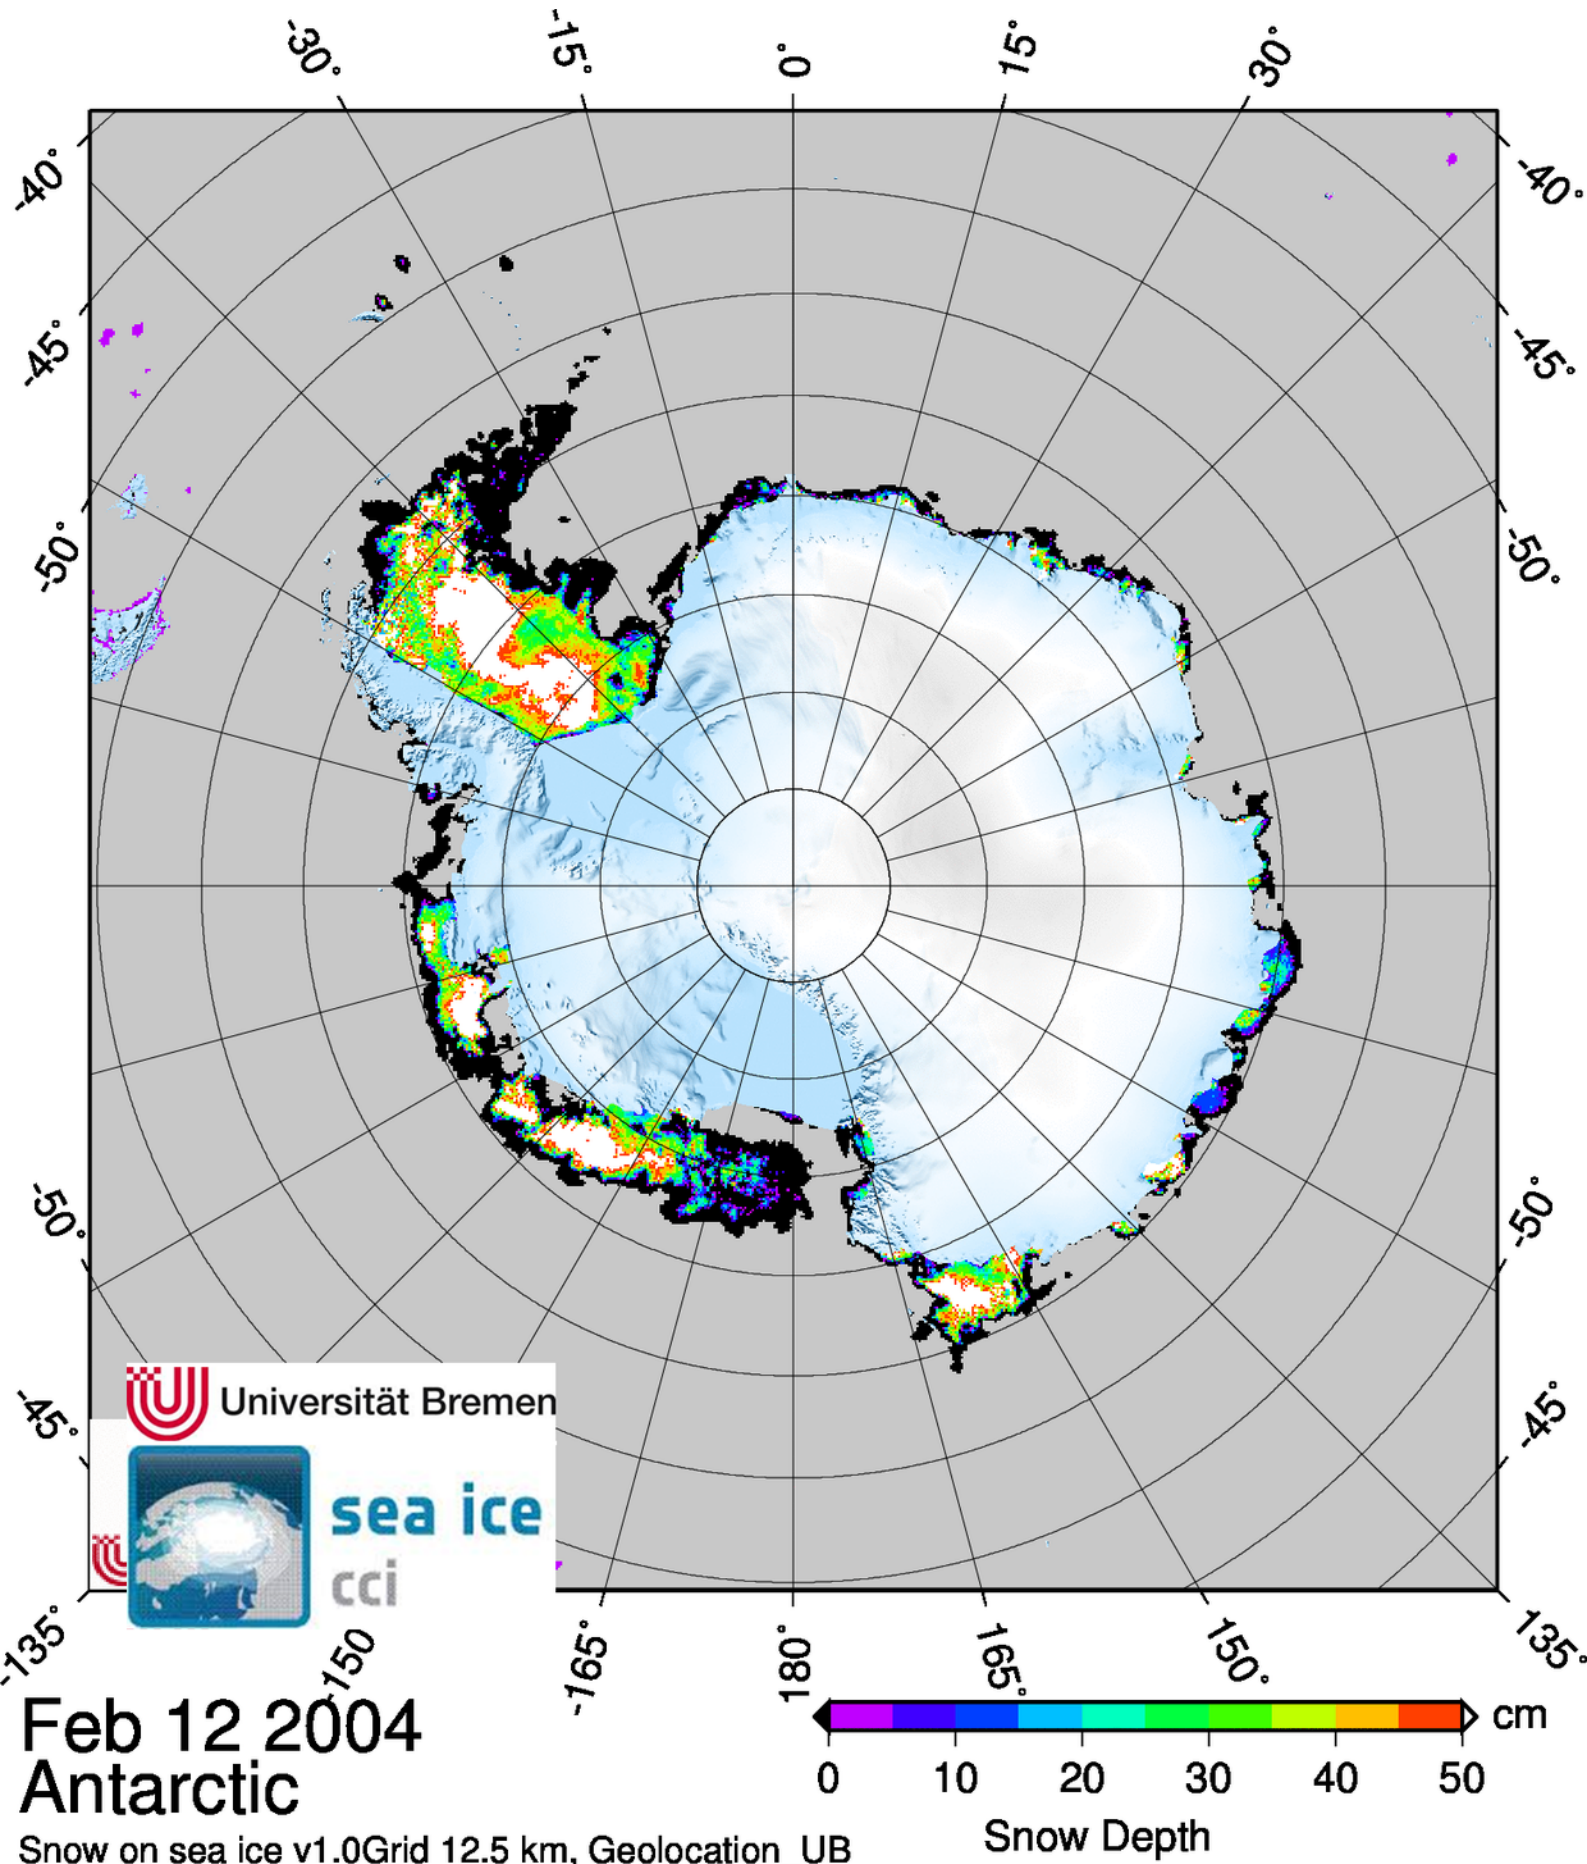 -30°
-15°
0°
15°
30°
-40°
-40°
-45°
-45°
-50°
-50°
-50°
-50°
-45°
-45°
Universität Bremen
sea ice
cci
-135°
-150
-165°
180°
165°
150°
135°
Feb 12 2004
Antarctic
Snow on sea ice v1.0Grid 12.5 km, Geolocation UB
cm
0 10 20 30 40 50
Snow Depth